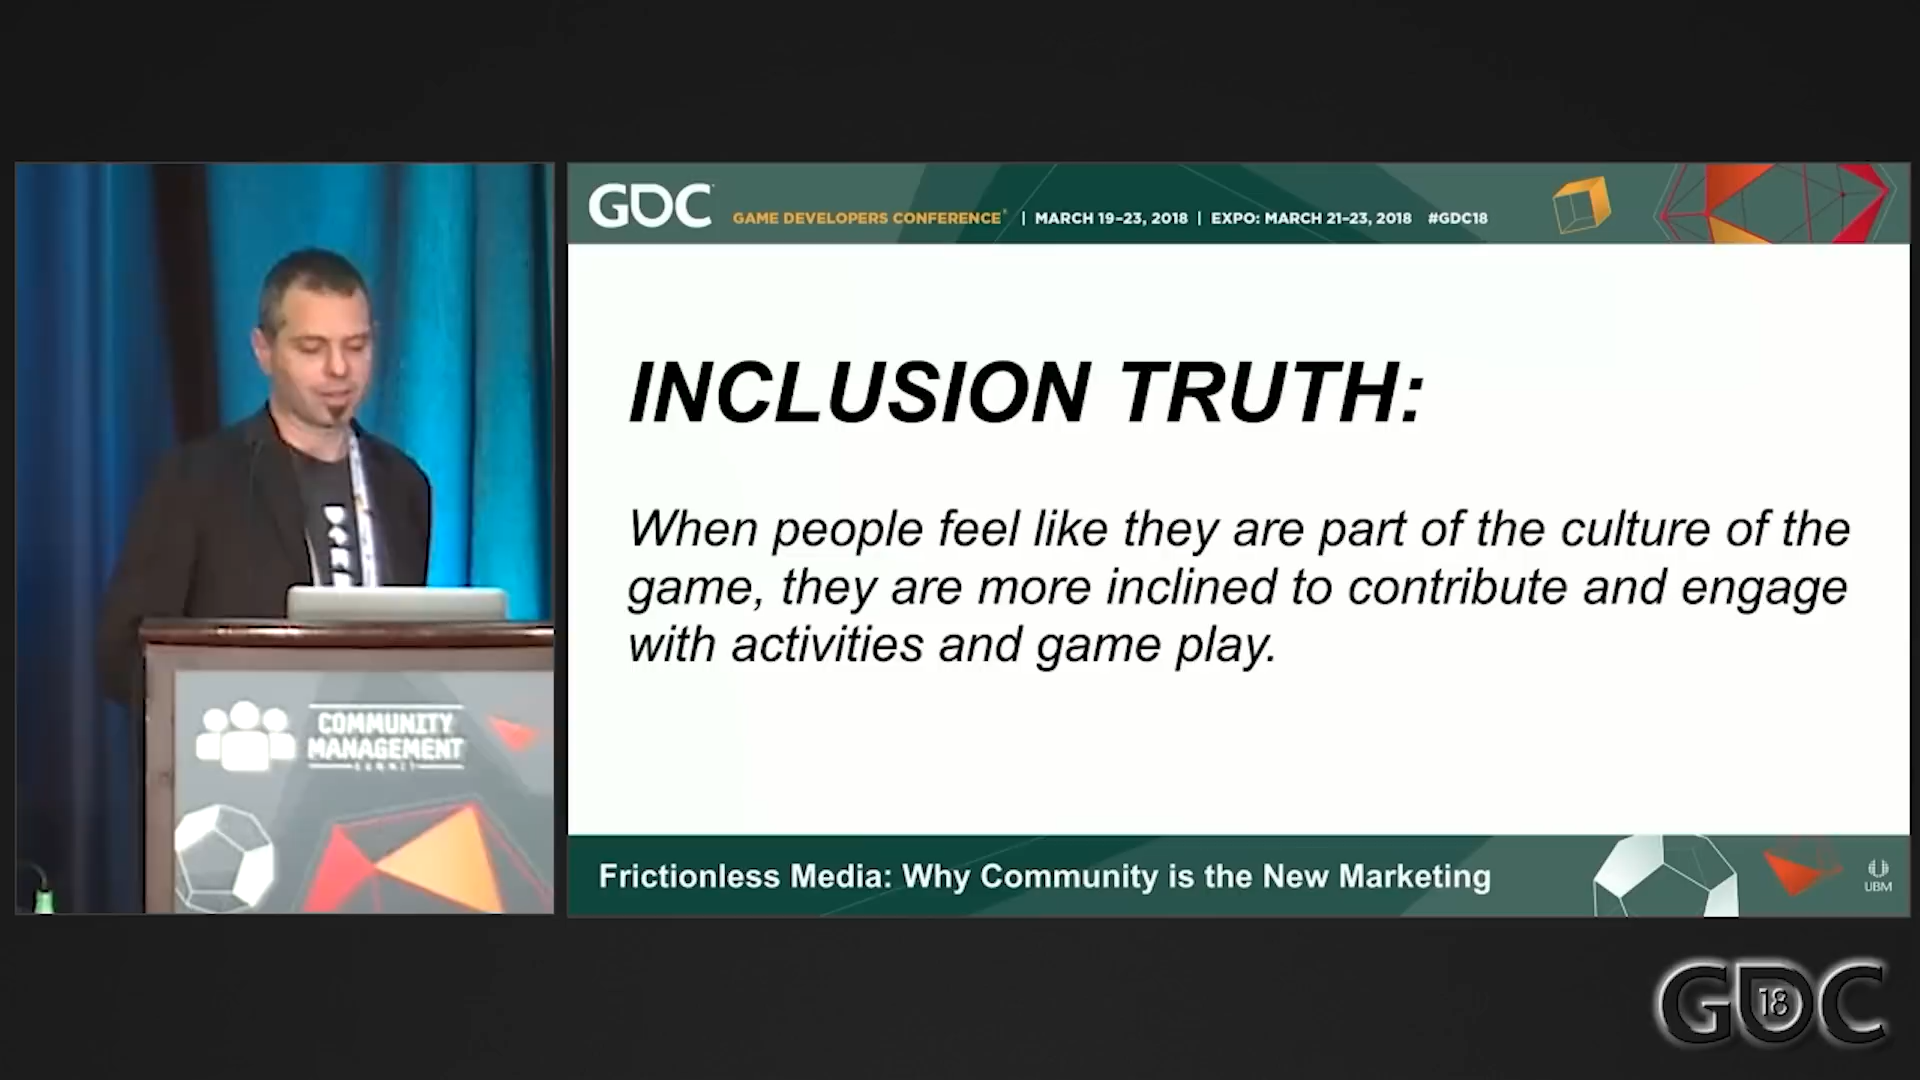 GDC
GAME DEVELOPERS CONFERENCE | MARCH 19–23, 2018 | EXPO: MARCH 21–23, 2018 #GDC18
INCLUSION TRUTH:
When people feel like they are part of the culture of the
game, they are more inclined to contribute and engage
with activities and game play.
COMMUNITY
MANAGEMENT
SUMMIT
Frictionless Media: Why Community is the New Marketing
UBM
GDC
18